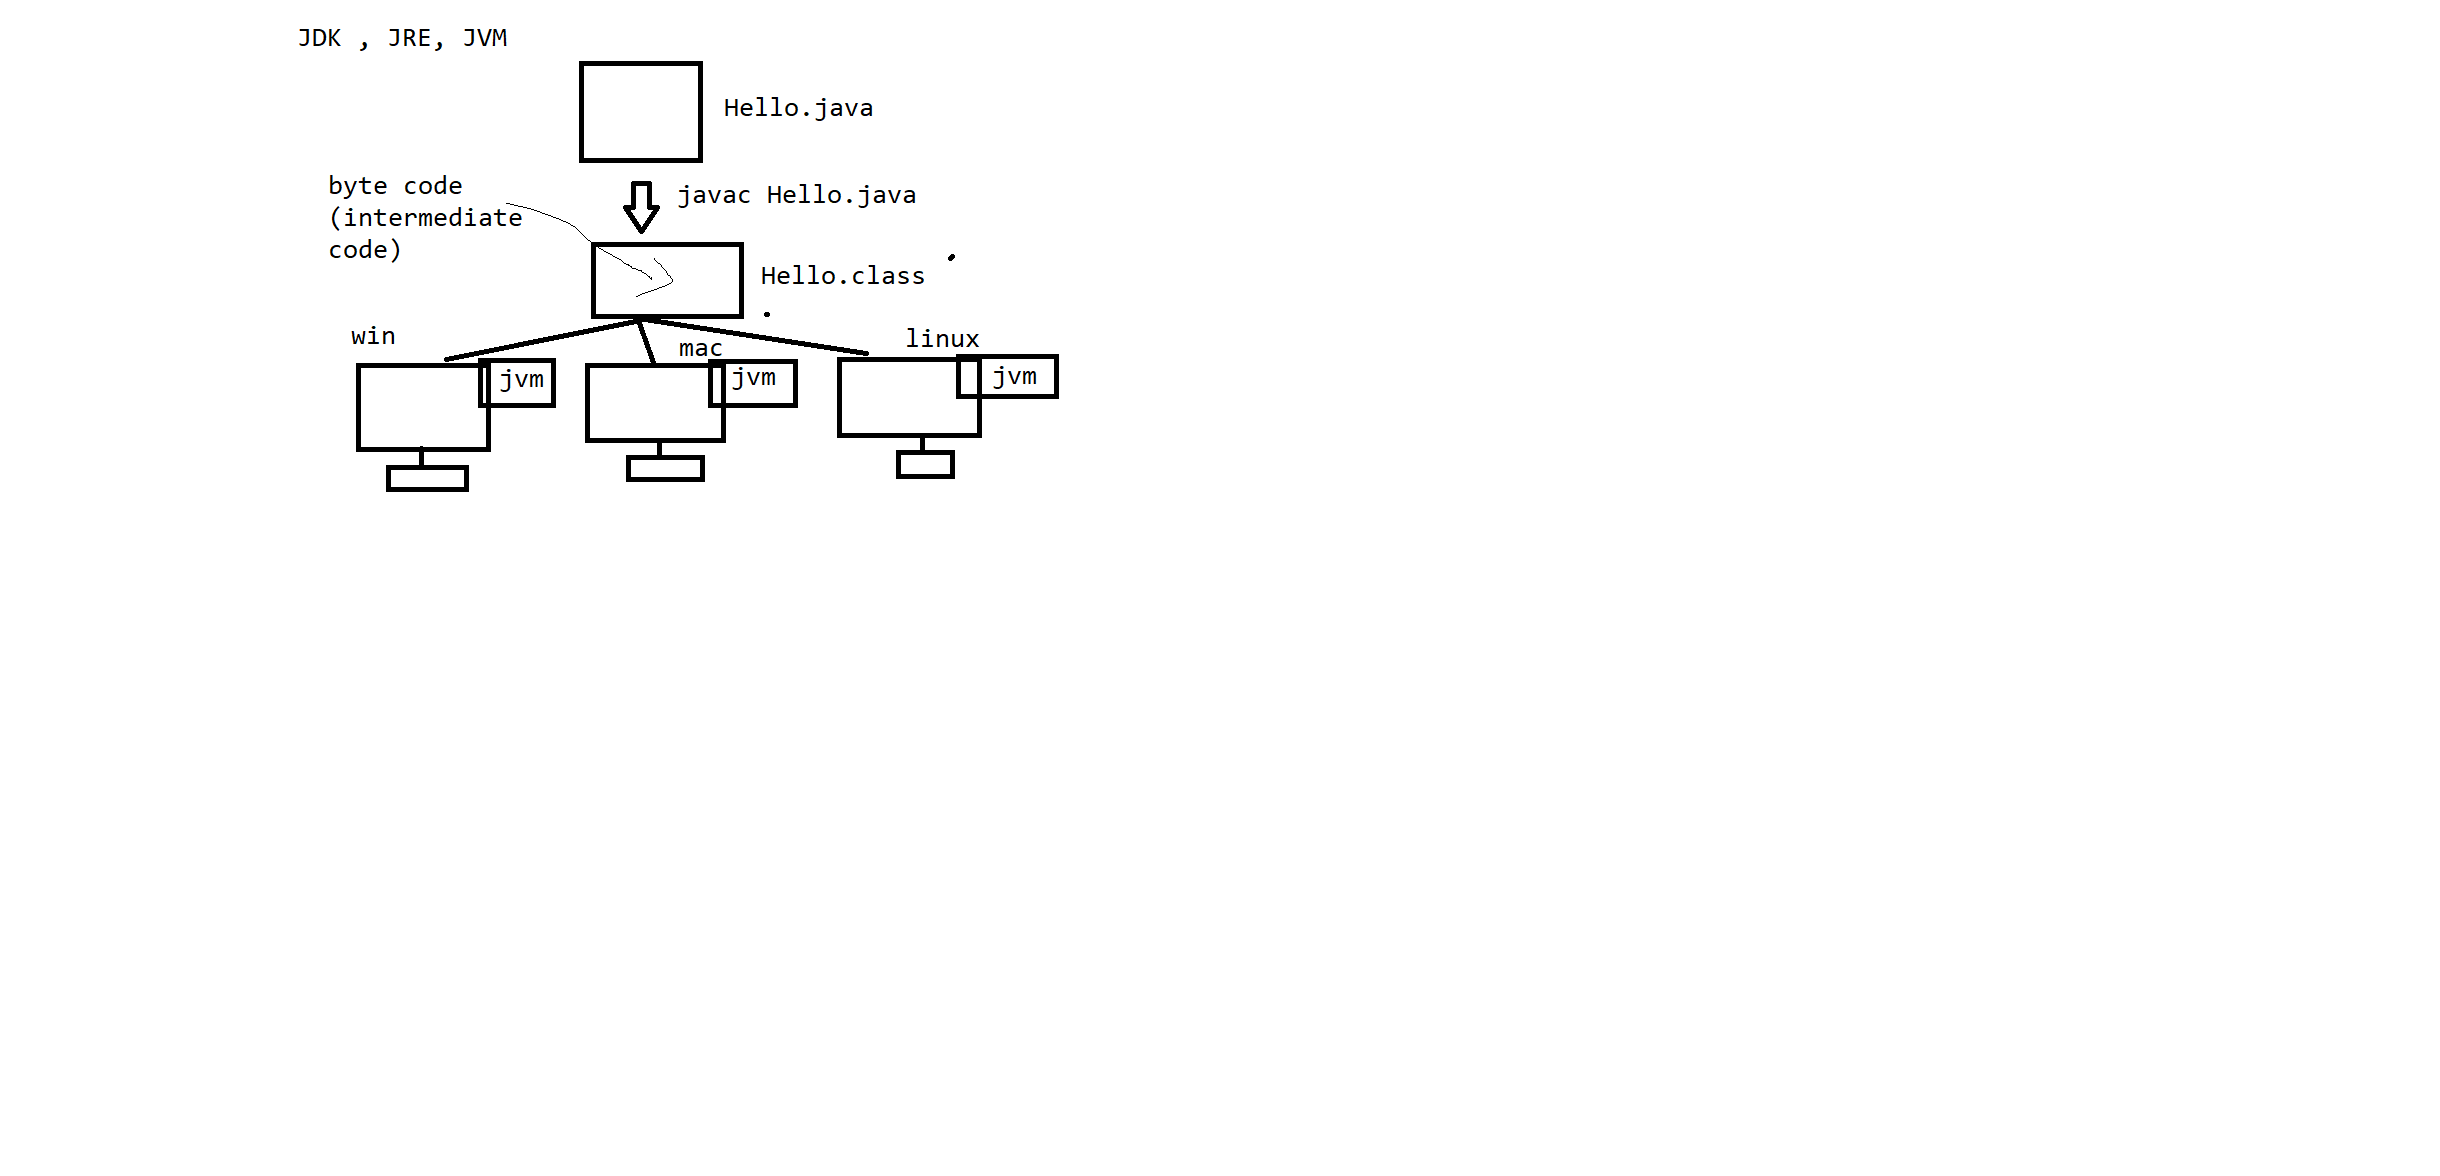 JDK , JRE, JVM
Hello.java
byte code
(intermediate
code)
javac Hello.java
Hello.class
win
mac
linux
jvm
jvm
jvm